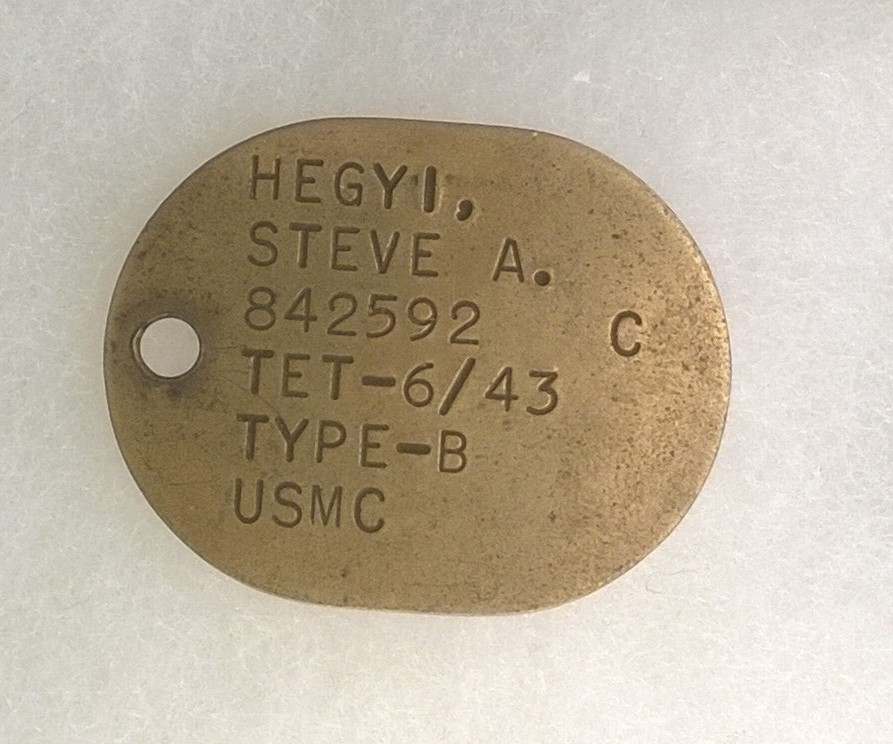 HEGYI,
STEVE A.
842592 C
TET-6/43
TYPE-B
USMC